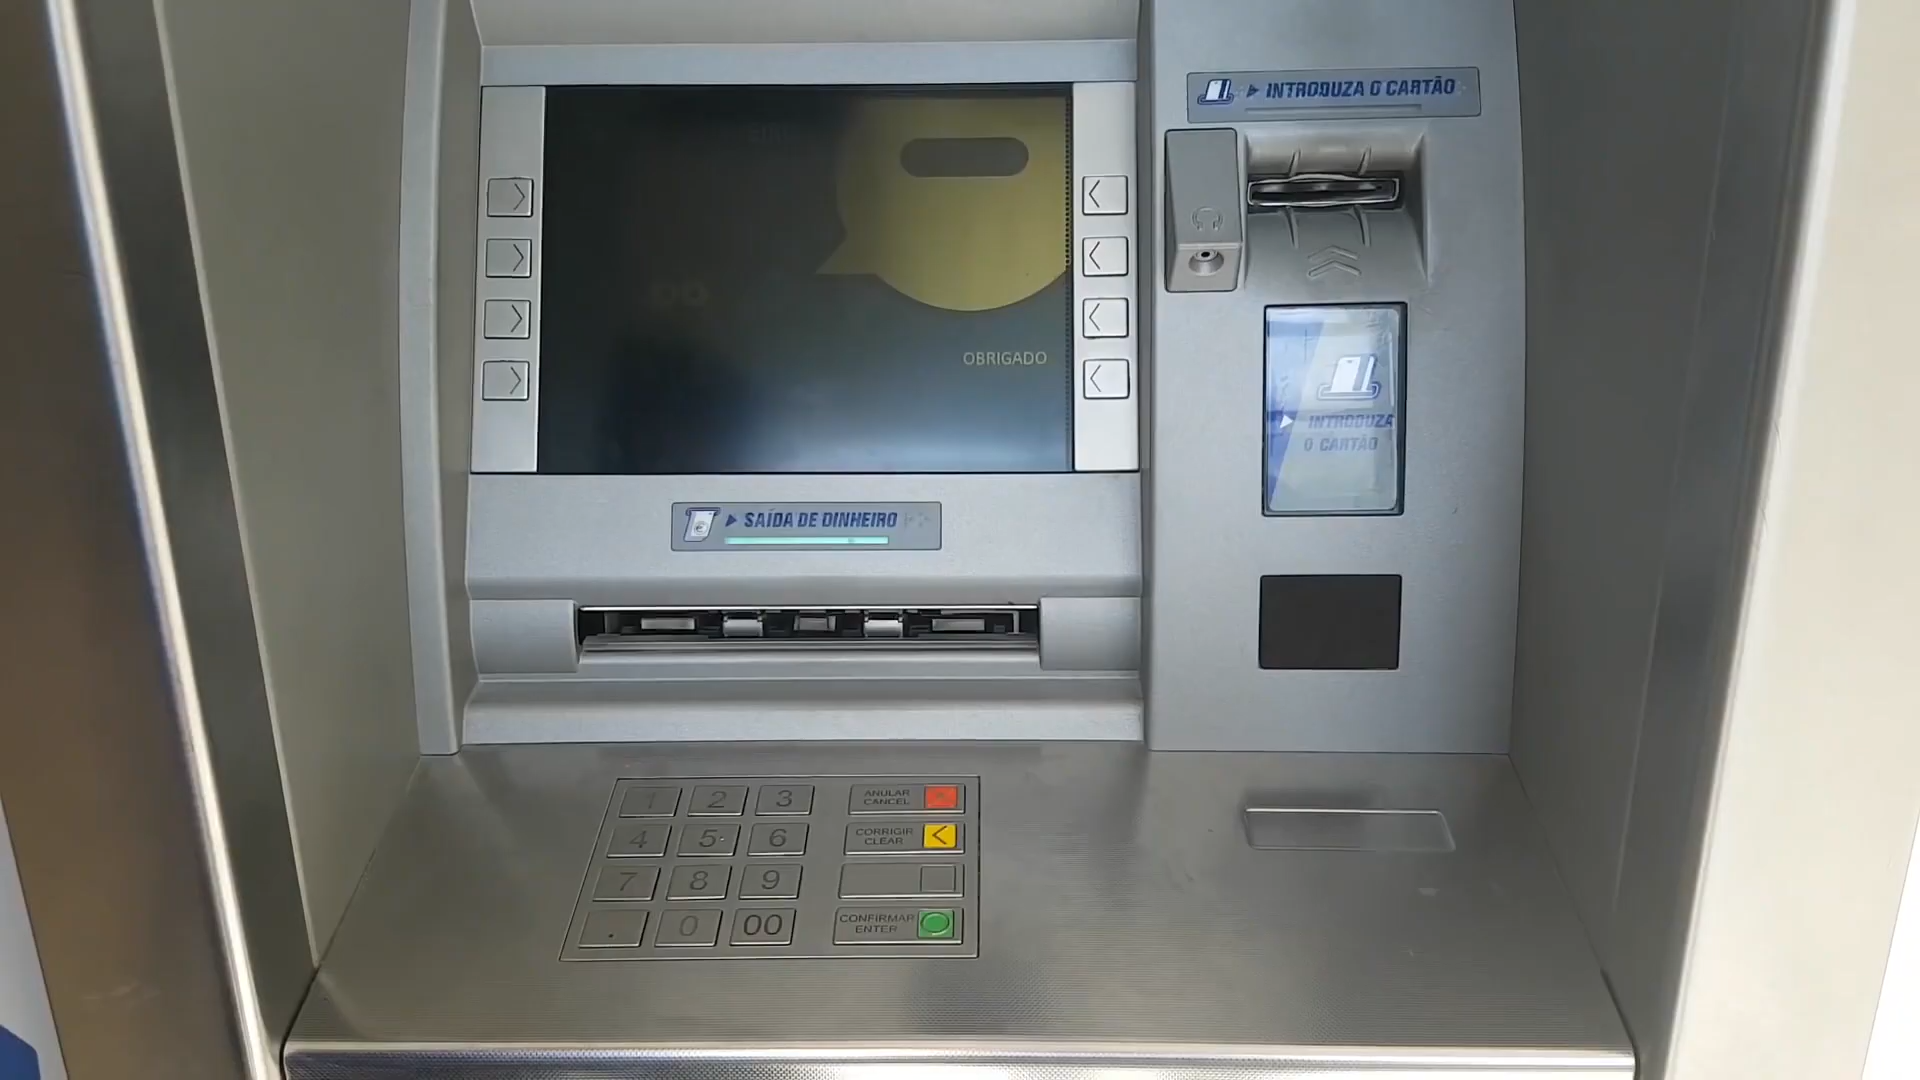 INTRODUZA O CARTÃO
OBRIGADO
INTRODUZA
O CARTÃO
SAÍDA DE DINHEIRO
1 2 3
ANULAR
CANCEL
4 5 6
CORRIGIR
CLEAR
7 8 9
. 0 00
CONFIRMAR
ENTER